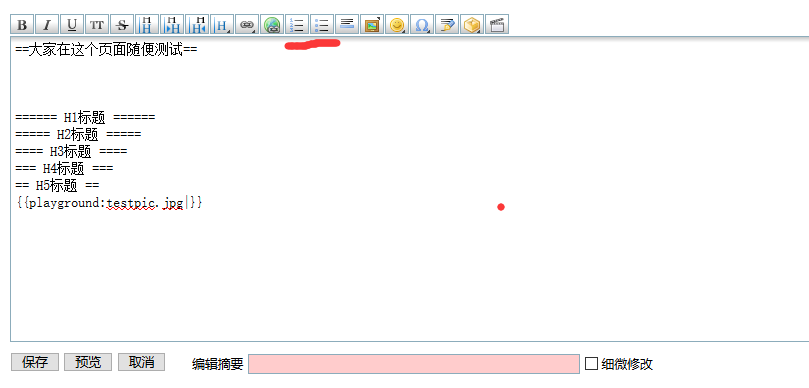 B I U TT S H H H H H H H Ω
==大家在这个页面随便测试==
====== H1标题 ======
===== H2标题 =====
==== H3标题 ====
=== H4标题 ===
== H5标题 ==
{{playground:testpic.jpg|}}
保存 预览 取消 编辑摘要 细微修改